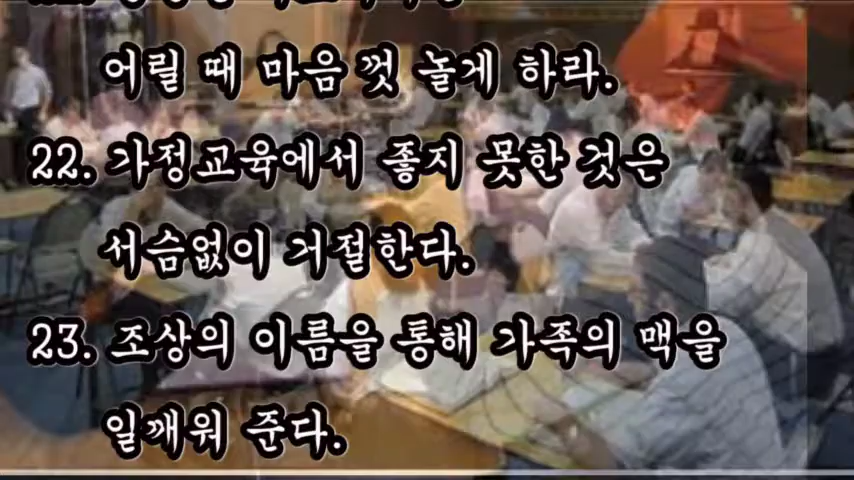 어릴 때 마음 껏 놀게 하라.
22. 가정교육에서 좋지 못한 것은
서슴없이 거절한다.
23. 조상의 이름을 통해 가족의 맥을
일깨워 준다.